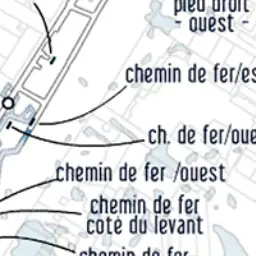 pied droit
- ouest -
chemin de fer/es
ch. de fer/oue
chemin de fer /ouest
chemin de fer
coté du levant
chemin de fer